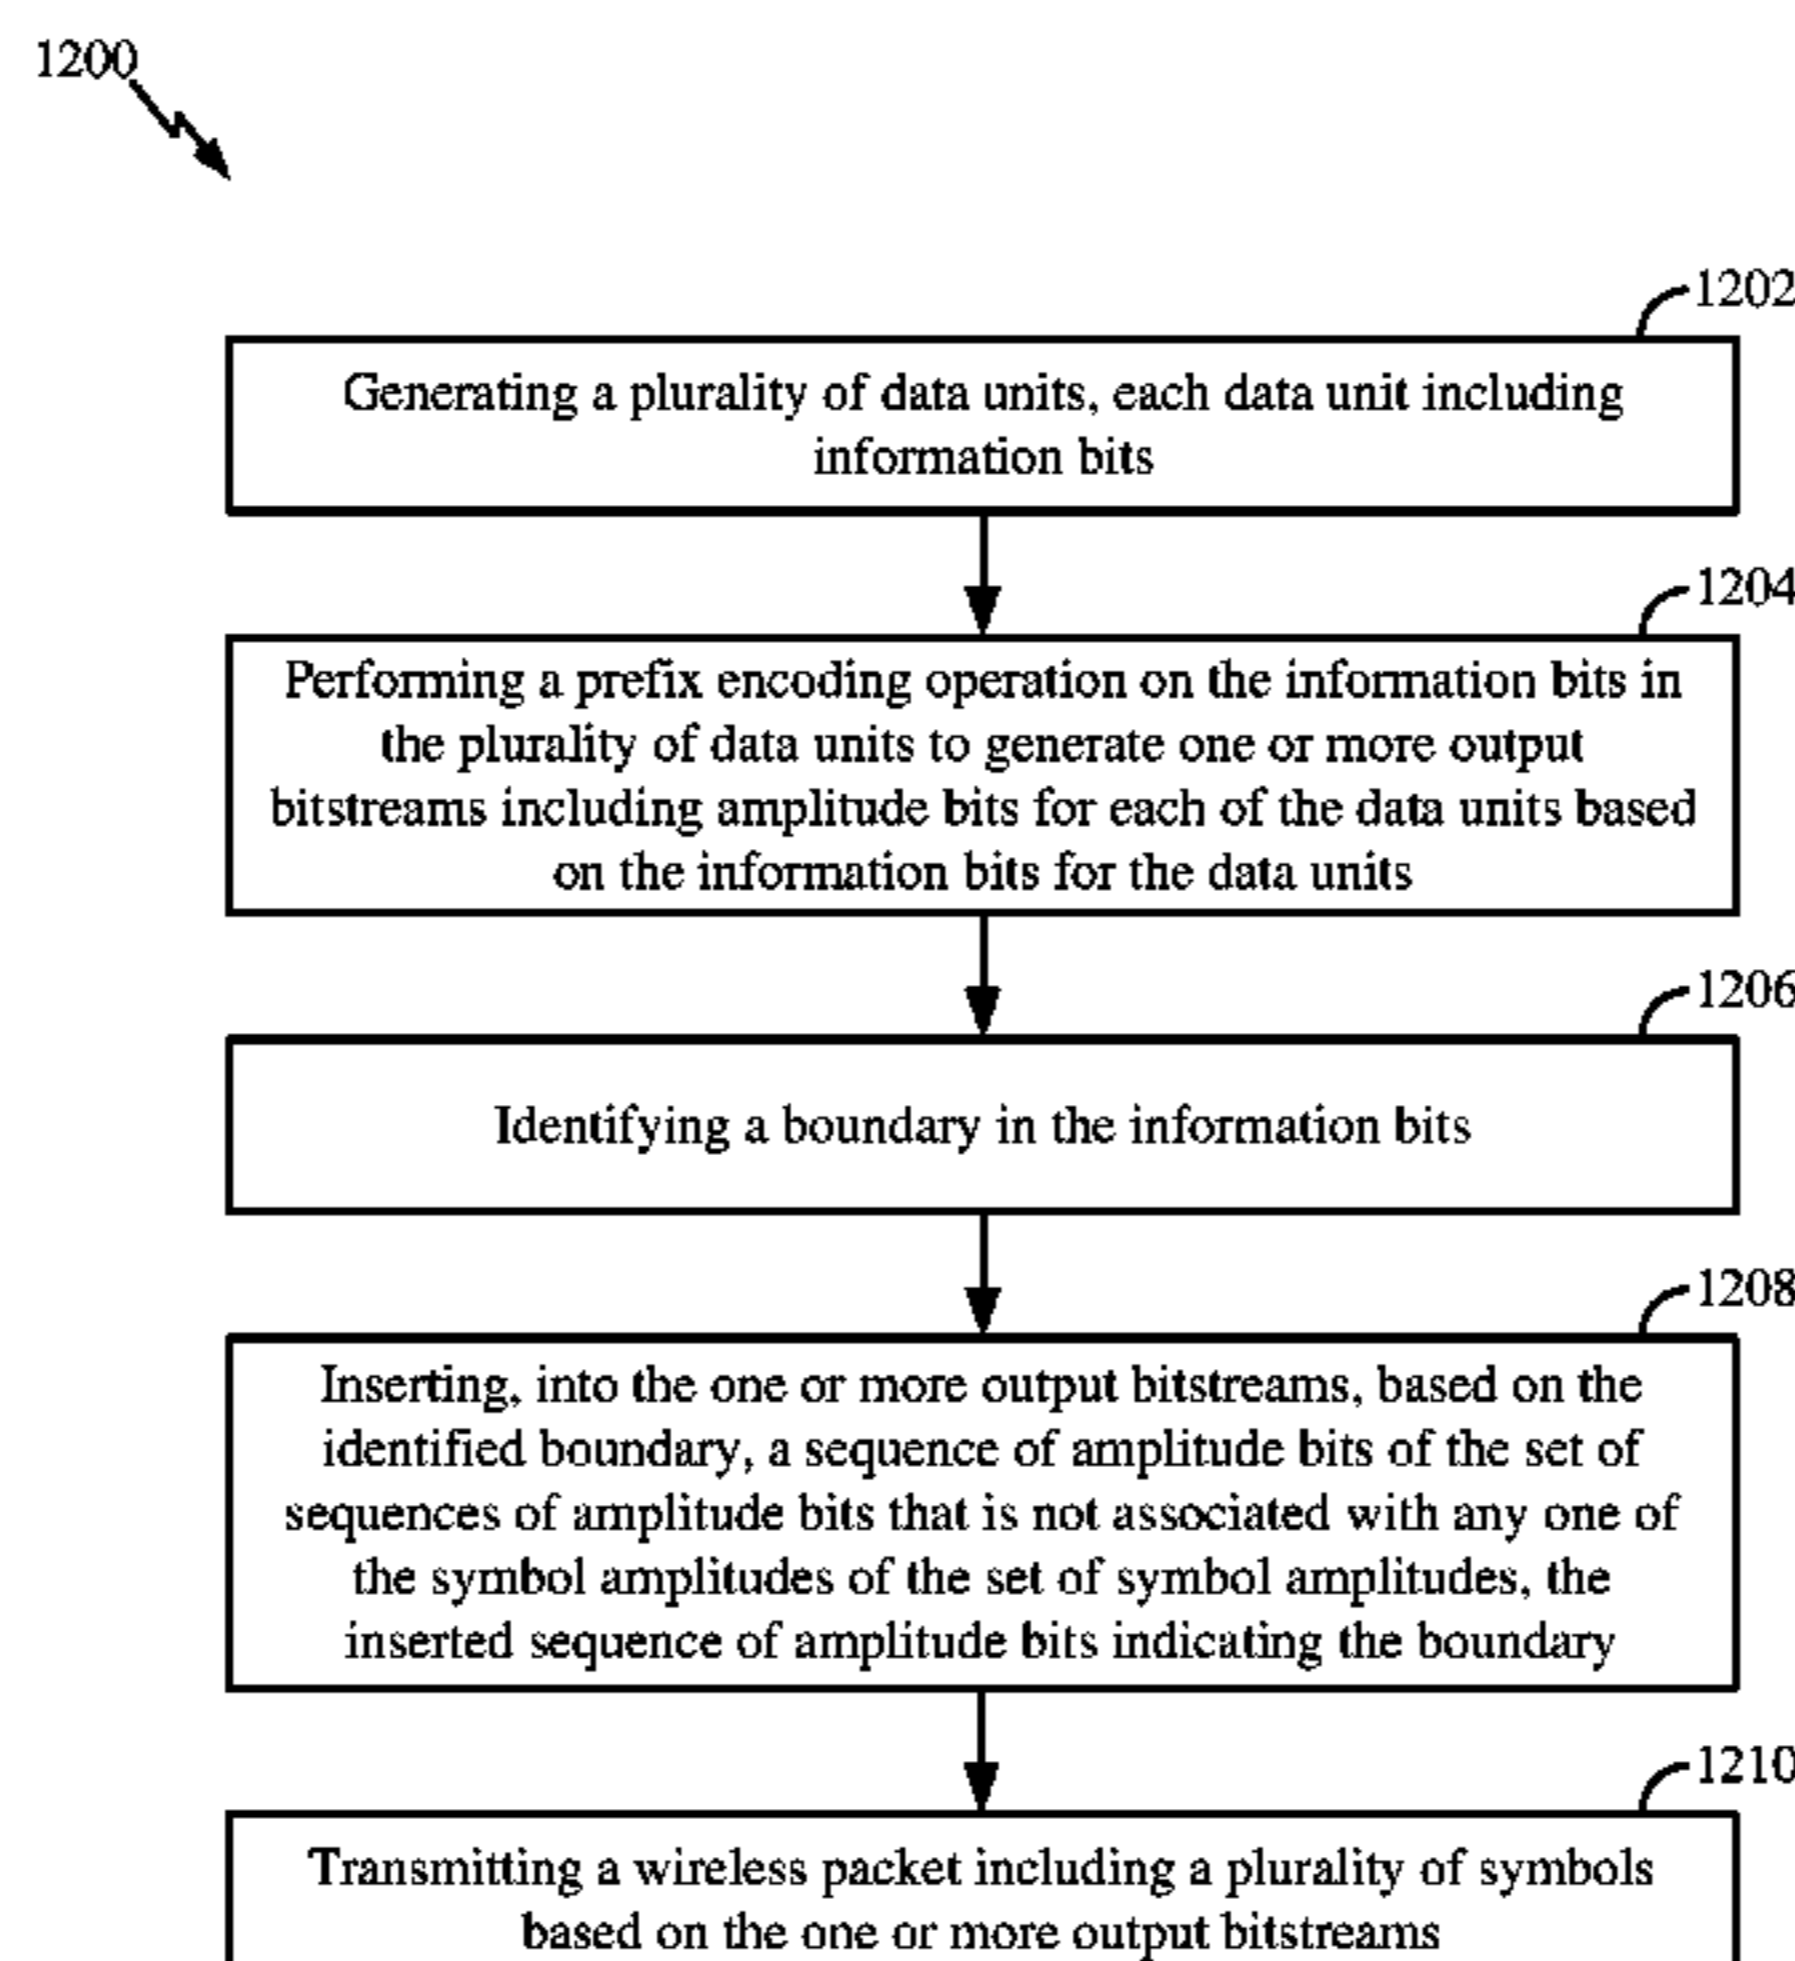 1200
1202
Generating a plurality of data units, each data unit including
information bits
1204
Performing a prefix encoding operation on the information bits in
the plurality of data units to generate one or more output
bitstreams including amplitude bits for each of the data units based
on the information bits for the data units
1206
Identifying a boundary in the information bits
1208
Inserting, into the one or more output bitstreams, based on the
identified boundary, a sequence of amplitude bits of the set of
sequences of amplitude bits that is not associated with any one of
the symbol amplitudes of the set of symbol amplitudes, the
inserted sequence of amplitude bits indicating the boundary
1210
Transmitting a wireless packet including a plurality of symbols
based on the one or more output bitstreams